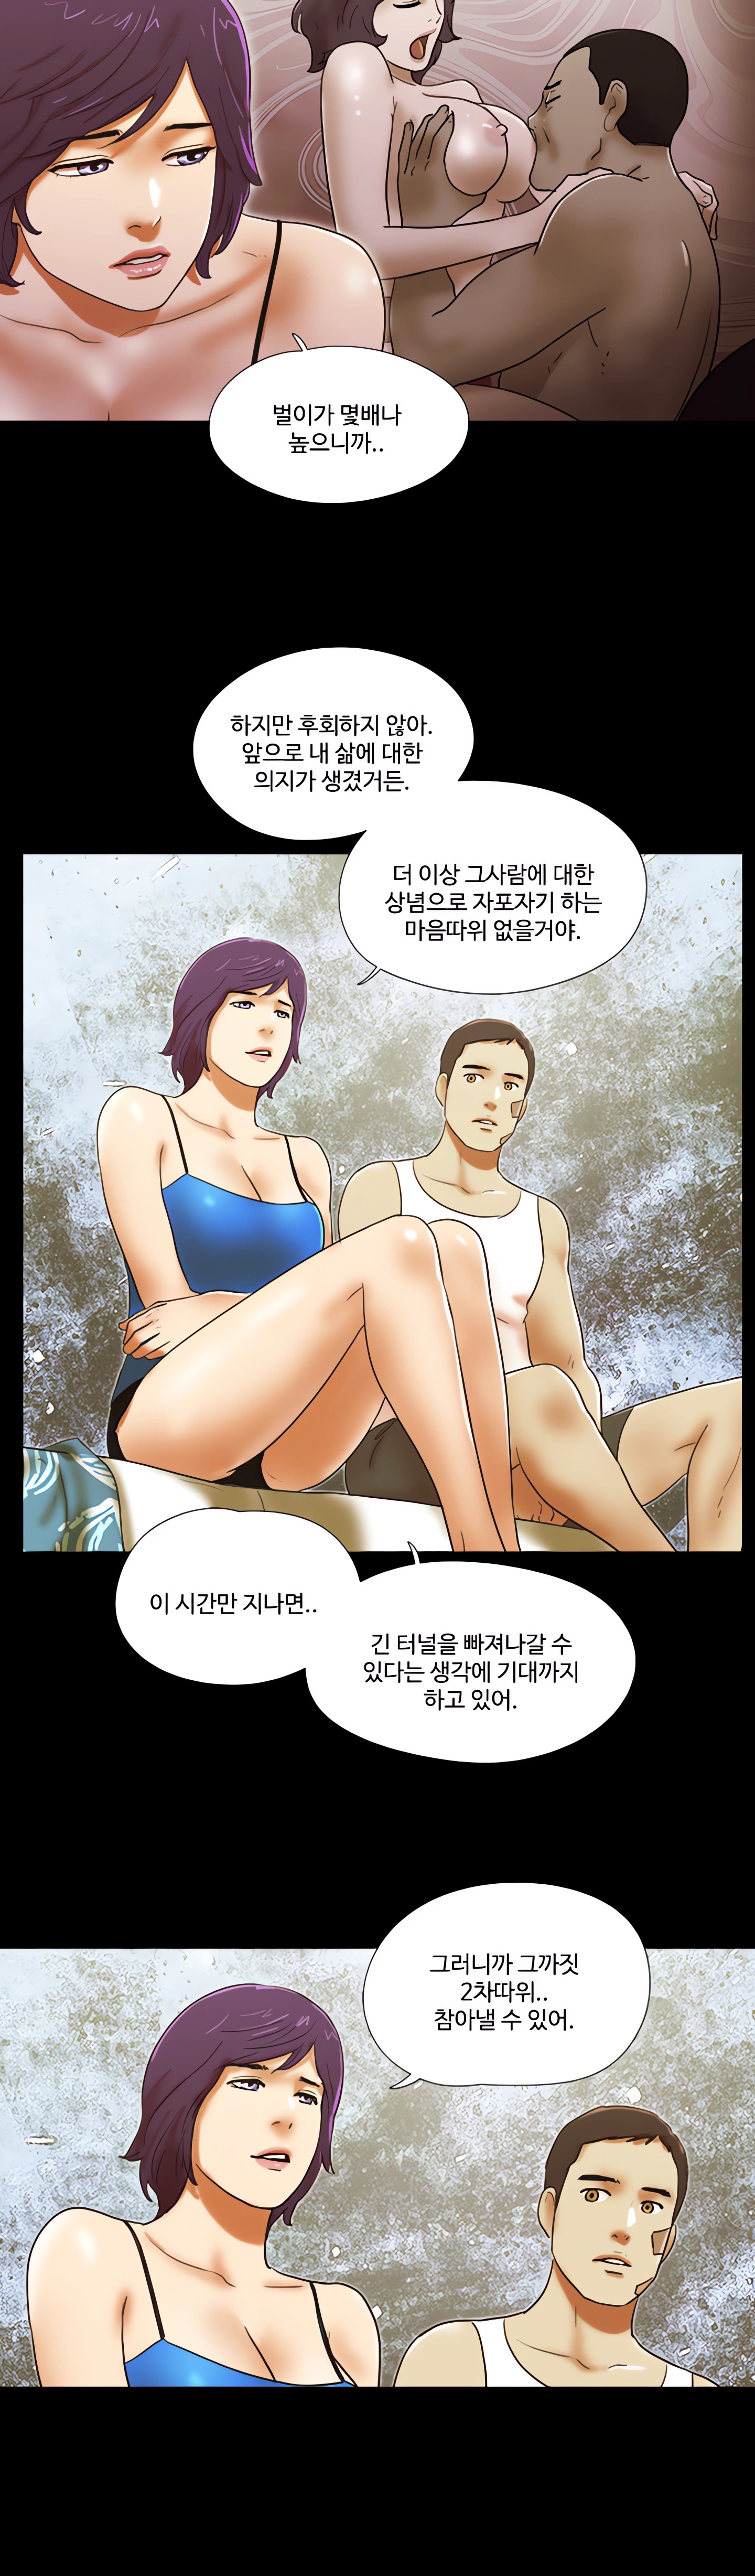 벌이가 몇배나
높으니까..
하지만 후회하지 않아.
앞으로 내 삶에 대한
의지가 생겼거든.
더 이상 그사람에 대한
상념으로 자포자기 하는
마음따위 없을거야.
이 시간만 지나면..
긴 터널을 빠져나갈 수
있다는 생각에 기대까지
하고 있어.
그러니까 그까짓
2차따위..
참아낼 수 있어.